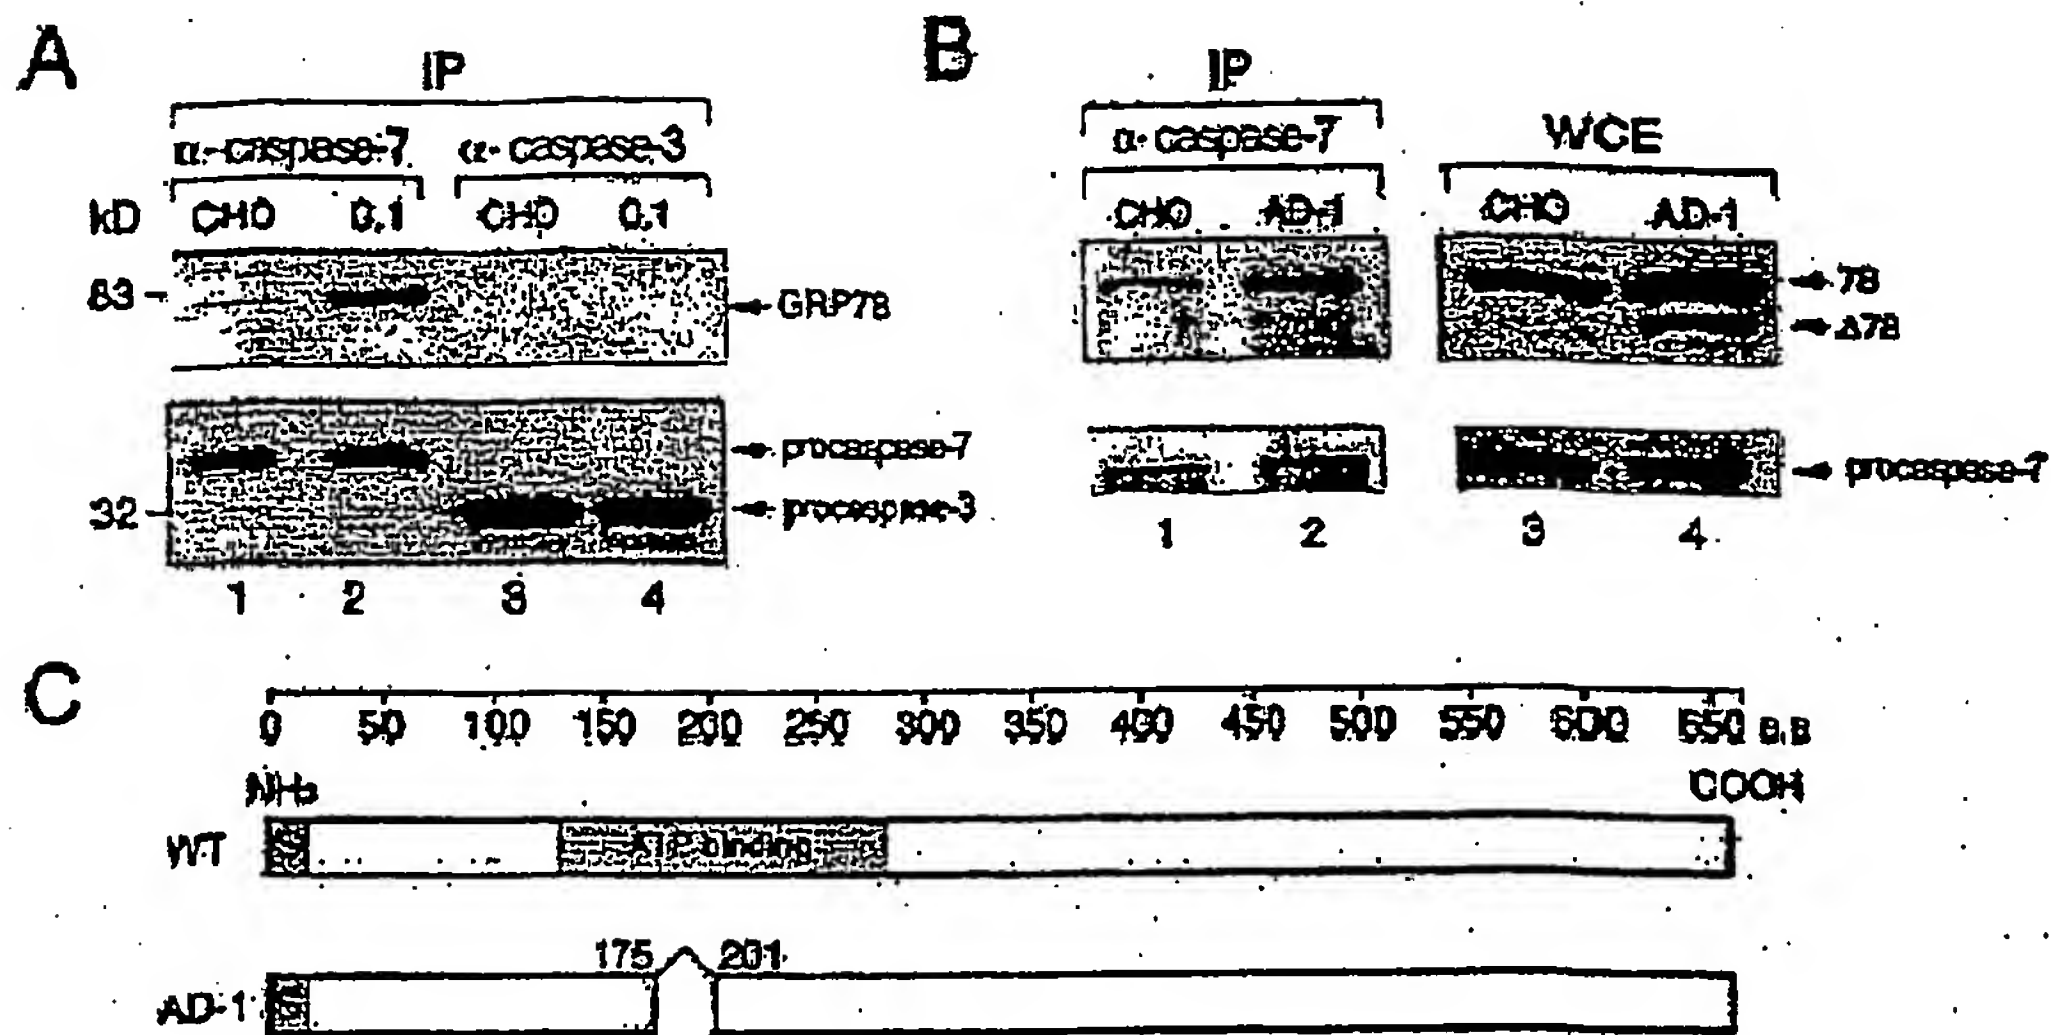 A
IP
α-caspase-7 α-caspase-3
kD CHO 0.1 CHO 0.1
83
GRP78
procaspase-7
32
procaspase-3
1 2 3 4
B
IP
α-caspase-7
WCE
CHO AD-1 CHO AD-1
78
Δ78
procaspase-7
1 2 3 4
C
0 50 100 150 200 250 300 350 400 450 500 550 600 650 a.a
NH₂
COOH
WT
ATP binding
175 201
AD-1